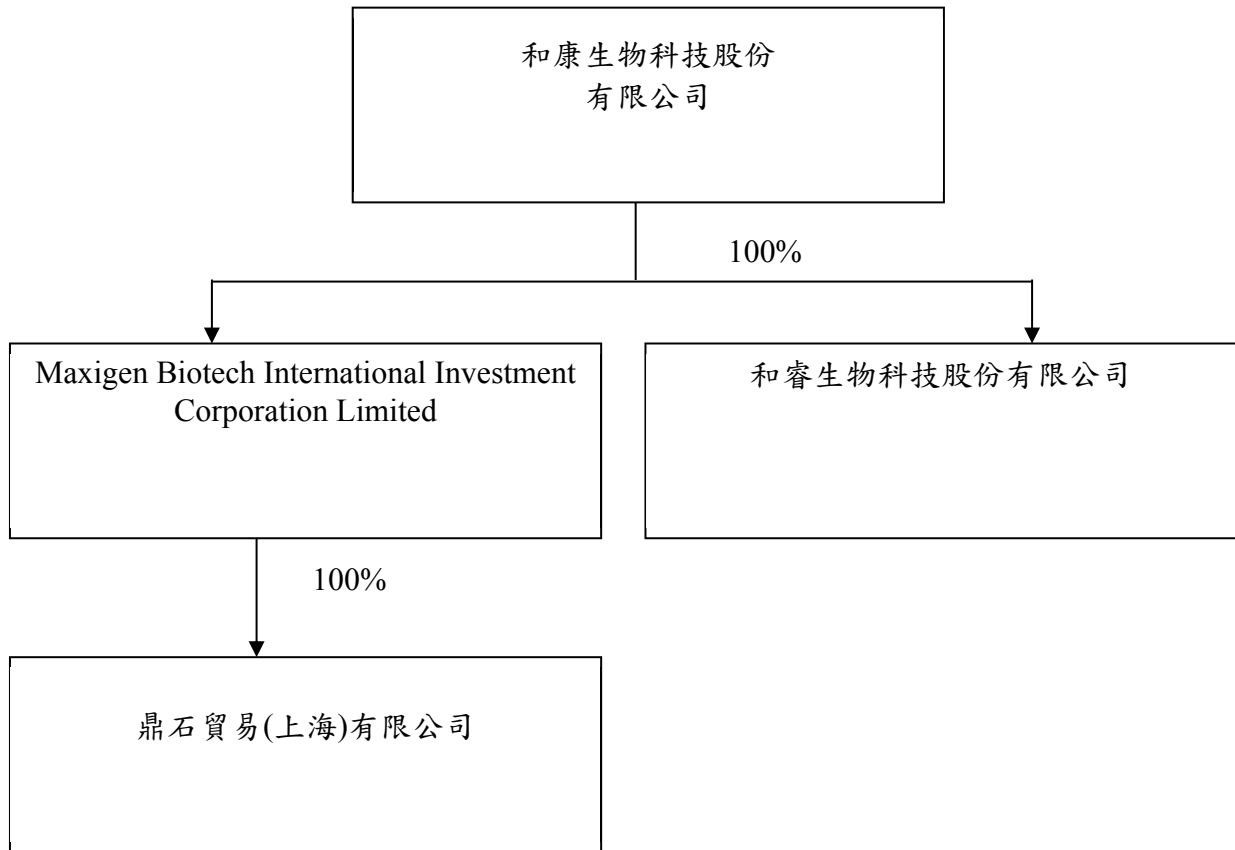 和康生物科技股份
有限公司
100%
Maxigen Biotech International Investment
Corporation Limited
和睿生物科技股份有限公司
100%
鼎石貿易(上海)有限公司